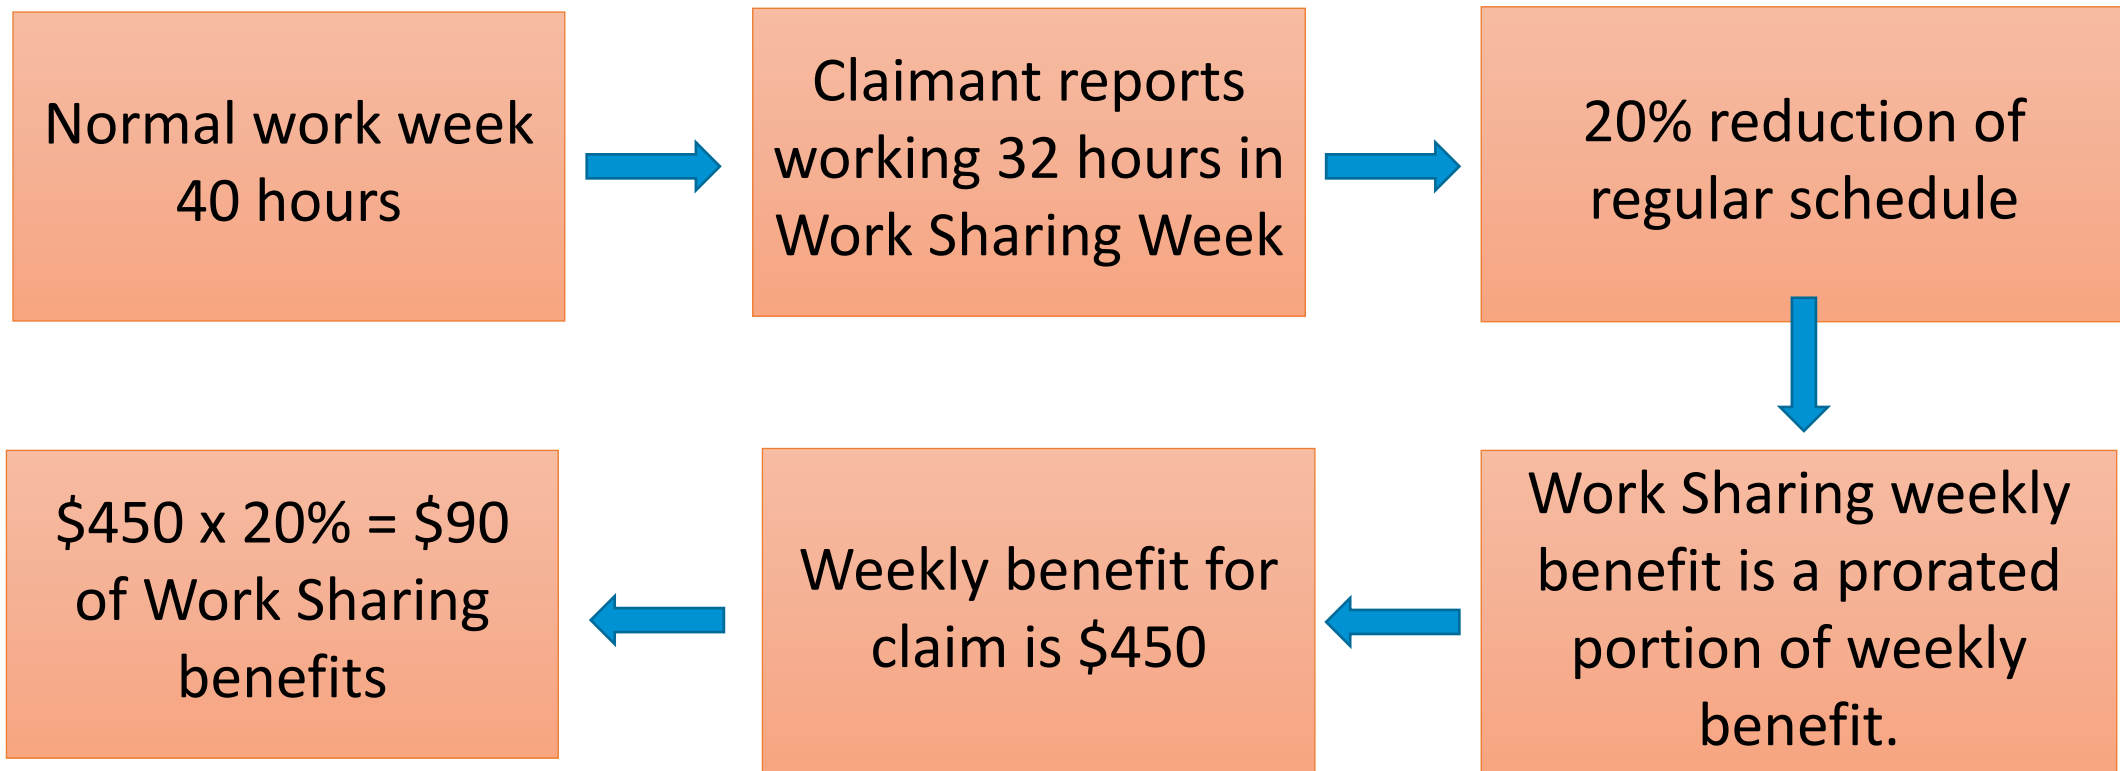 Normal work week
40 hours
Claimant reports
working 32 hours in
Work Sharing Week
20% reduction of
regular schedule
Work Sharing weekly
benefit is a prorated
portion of weekly
benefit.
Weekly benefit for
claim is $450
$450 x 20% = $90
of Work Sharing
benefits